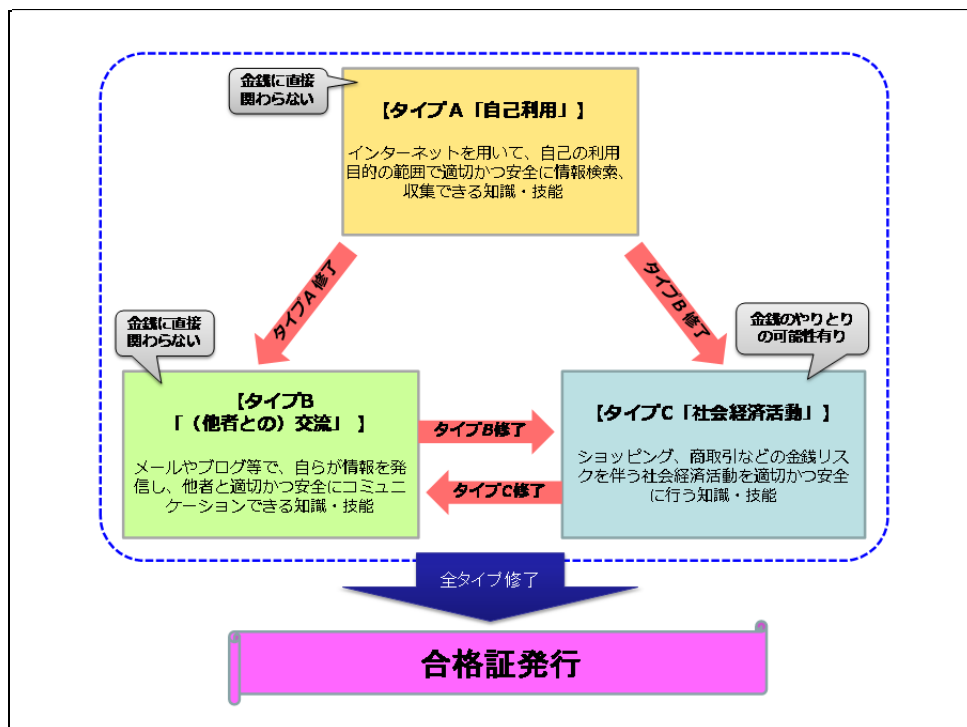 金銭に直接
関わらない
【タイプA「自己利用」】
インターネットを用いて、自己の利用
目的の範囲で適切かつ安全に情報検索、
収集できる知識・技能
タイプA 修了
タイプB 修了
金銭に直接
関わらない
金銭のやりとり
の可能性有り
【タイプB
「（他者との）交流」 】
メールやブログ等で、自らが情報を発
信し、他者と適切かつ安全にコミュニ
ケーションできる知識・技能
タイプB修了
タイプC修了
【タイプC「社会経済活動」】
ショッピング、商取引などの金銭リス
クを伴う社会経済活動を適切かつ安全
に行う知識・技能
全タイプ修了
合格証発行